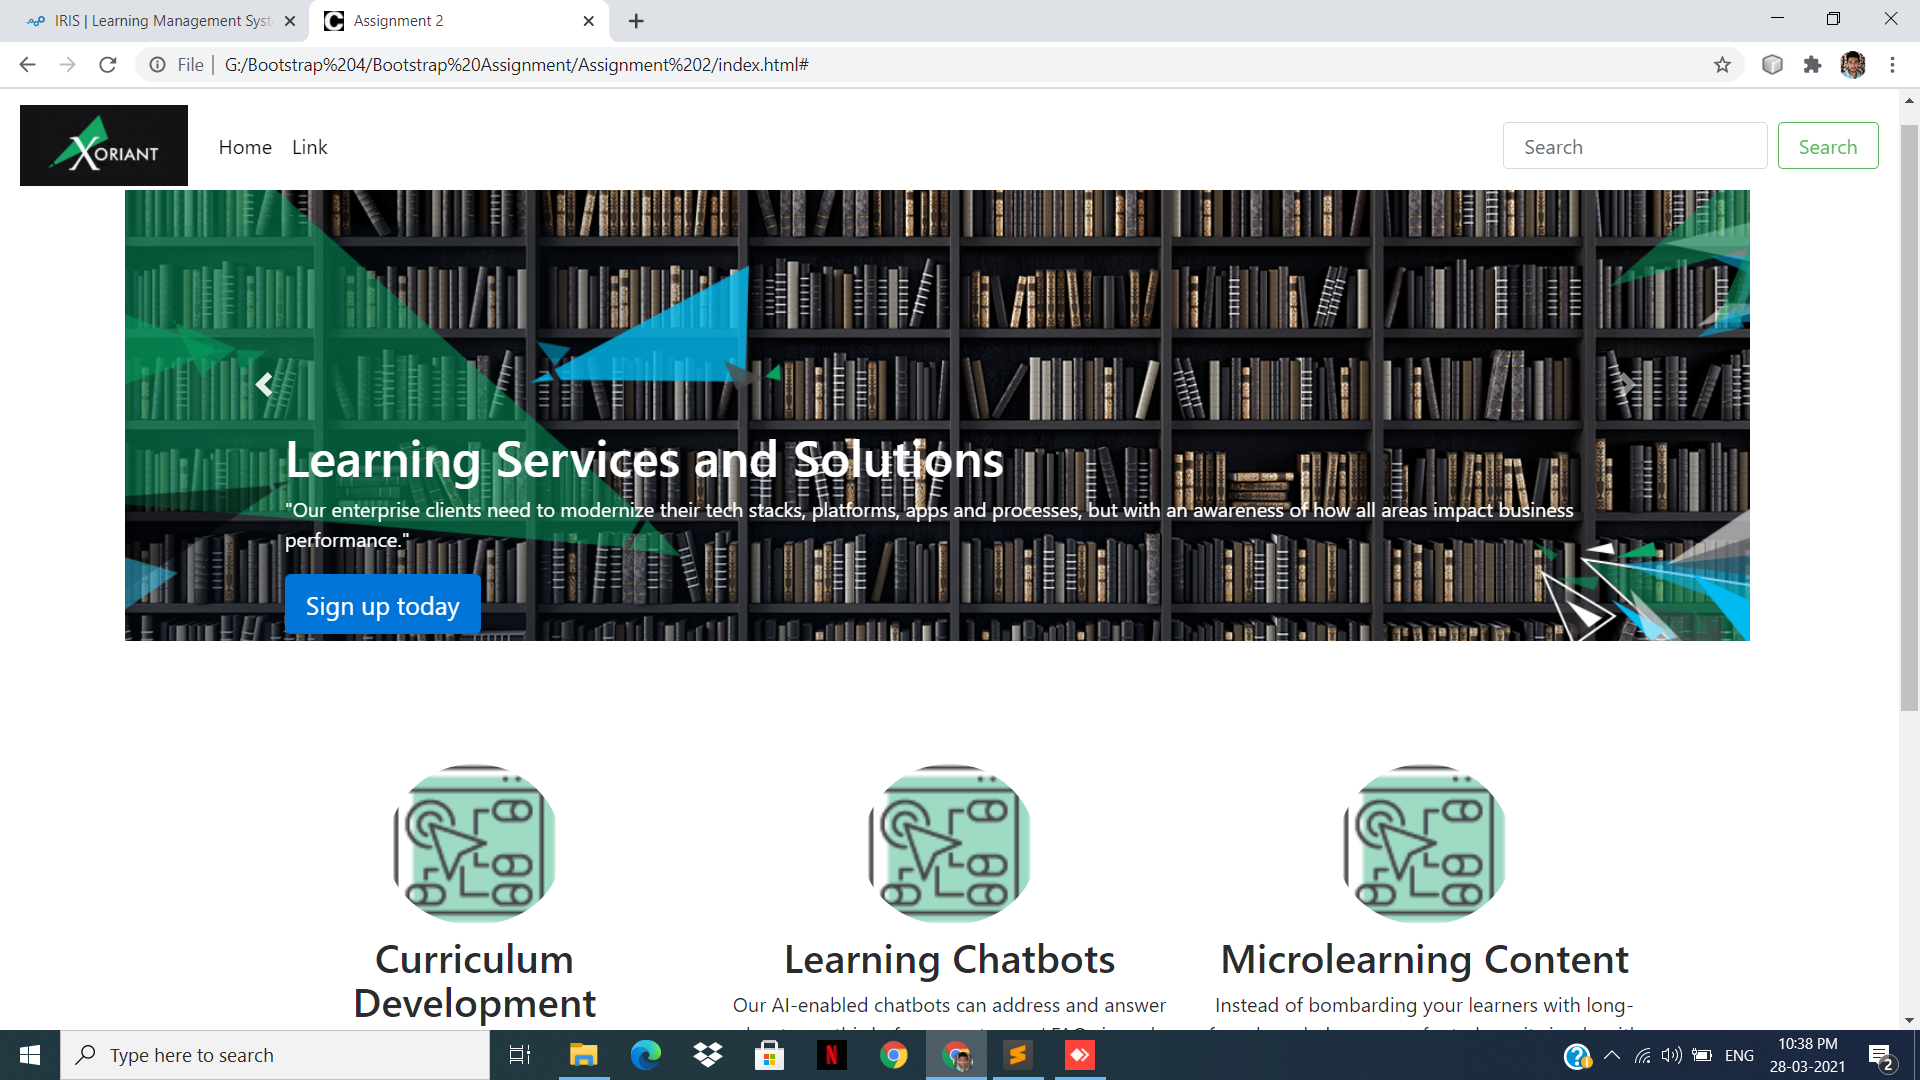 IRIS | Learning Management Syst
Assignment 2
File | G:/Bootstrap%204/Bootstrap%20Assignment/Assignment%202/index.html#
XORIANT
Home Link
Search
Search
Learning Services and Solutions
"Our enterprise clients need to modernize their tech stacks, platforms, apps and processes, but with an awareness of how all areas impact business
performance."
Sign up today
Curriculum
Development
Learning Chatbots
Our AI-enabled chatbots can address and answer
Microlearning Content
Instead of bombarding your learners with long-
Type here to search
ENG
10:38 PM
28-03-2021
2